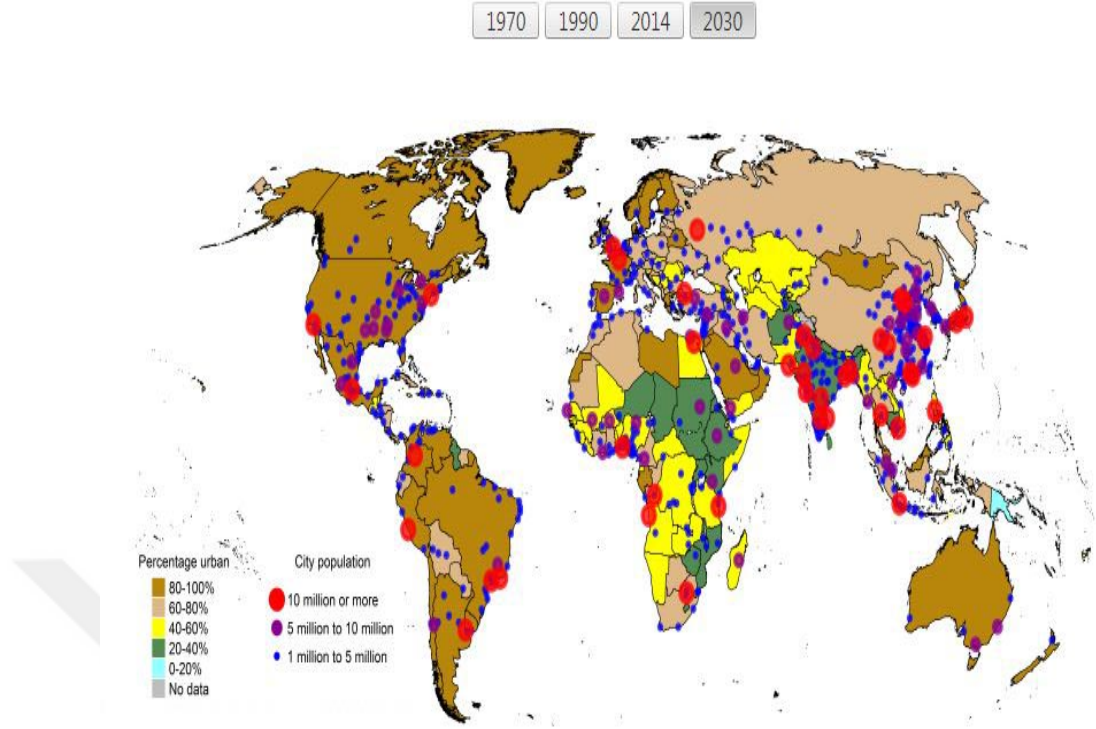 1970 1990 2014 2030
Percentage urban
80-100%
60-80%
40-60%
20-40%
0-20%
No data
City population
10 million or more
5 million to 10 million
1 million to 5 million